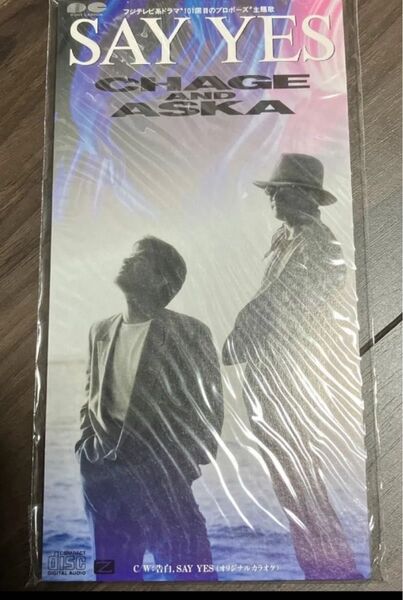 PONY CANYON
フジテレビ系ドラマ"101回目のプロポーズ"主題歌
SAY YES
CHAGE
AND
ASKA
COMPACT
disc
DIGITAL AUDIO
C/W：告白，SAY YES（オリジナルカラオケ）